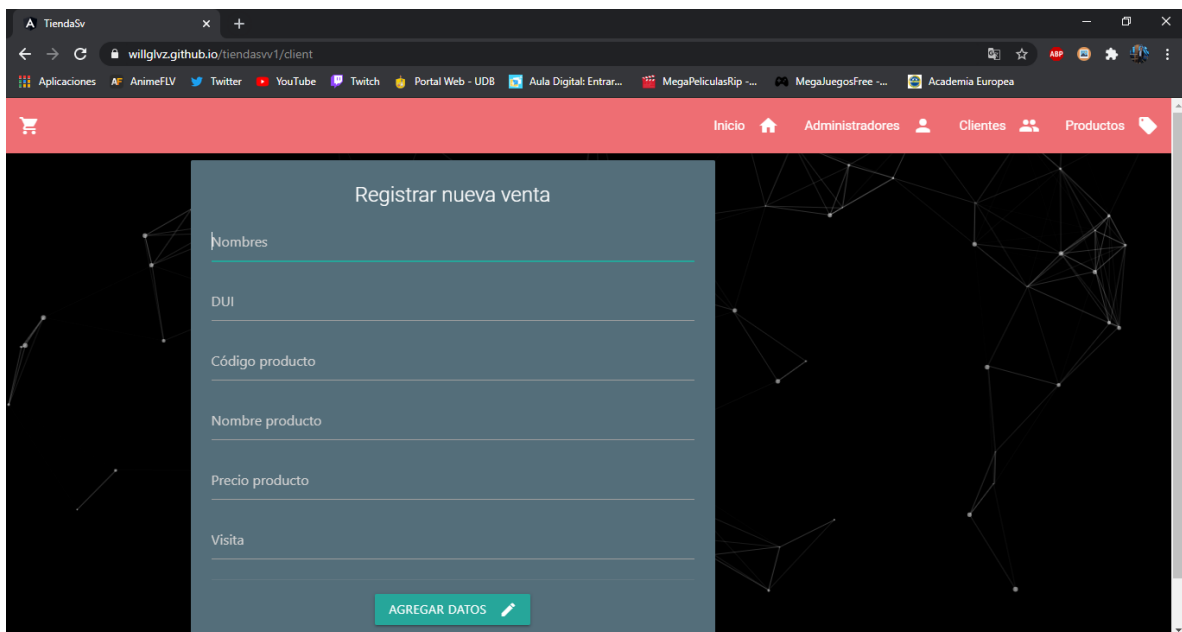 TiendaSv
willglvz.github.io/tiendasvv1/client
ABP
Aplicaciones AF AnimeFLV Twitter YouTube Twitch Portal Web - UDB Aula Digital: Entrar... MegaPeliculasRip -... MegaJuegosFree -... Academia Europea
Inicio Administradores Clientes Productos
Registrar nueva venta
Nombres
DUI
Código producto
Nombre producto
Precio producto
Visita
AGREGAR DATOS